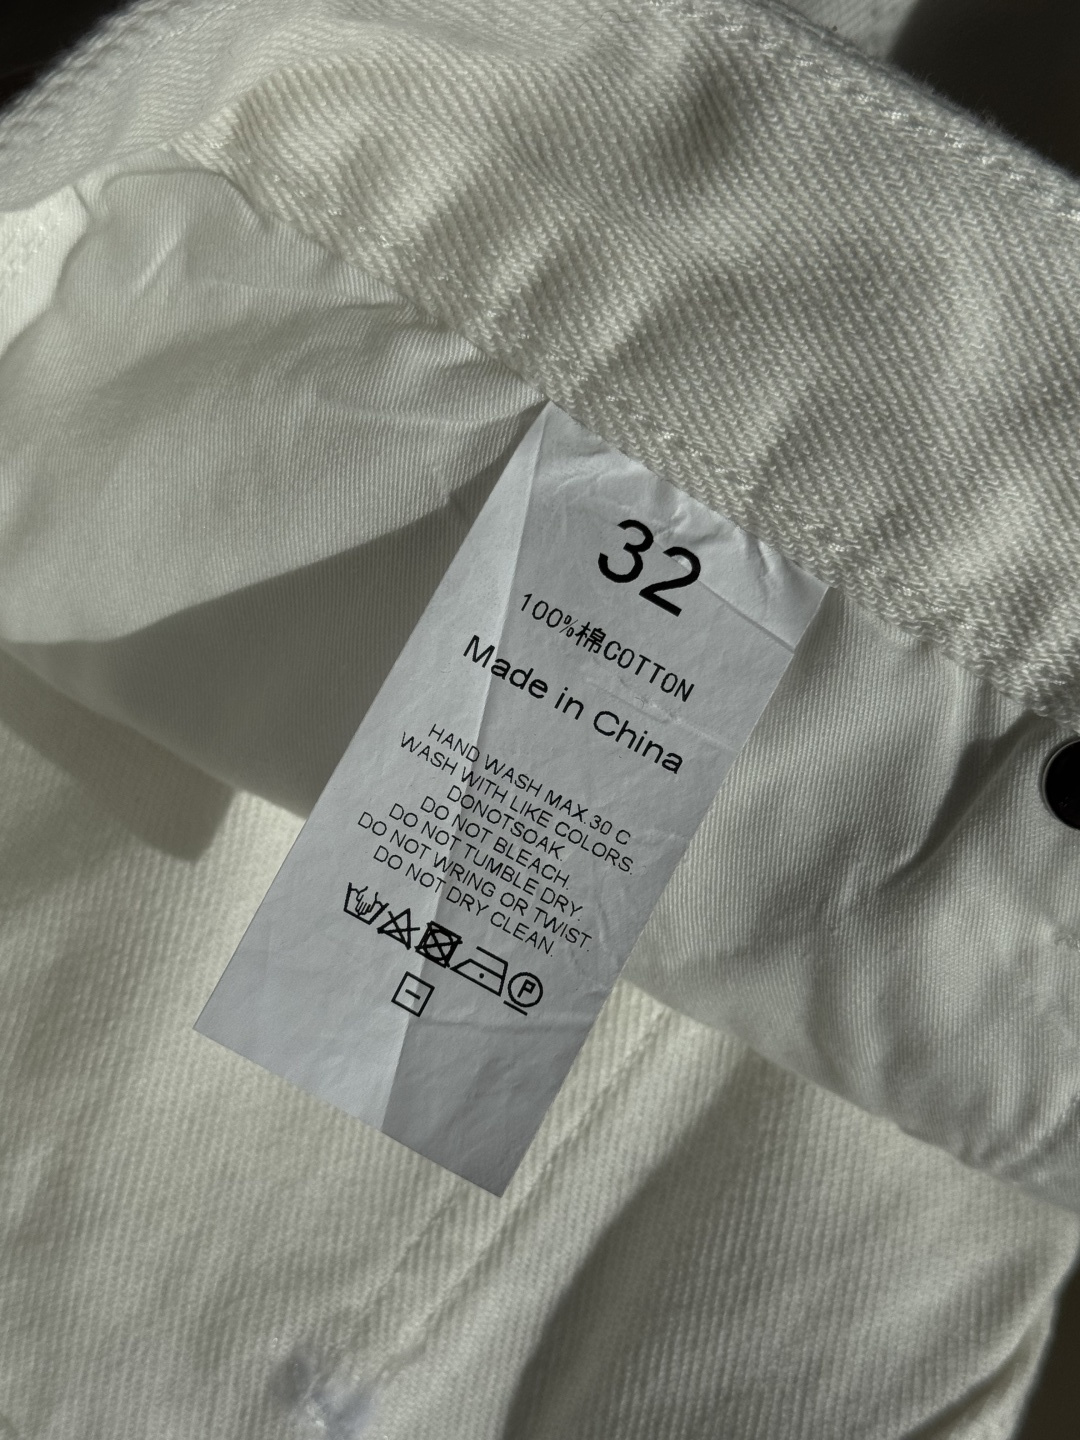 32
100%棉COTTON
Made in China
HAND WASH MAX 30 C
WASH WITH LIKE COLORS.
DONOTSOAK.
DO NOT BLEACH.
DO NOT TUMBLE DRY.
DO NOT WRING OR TWIST.
DO NOT DRY CLEAN.
P